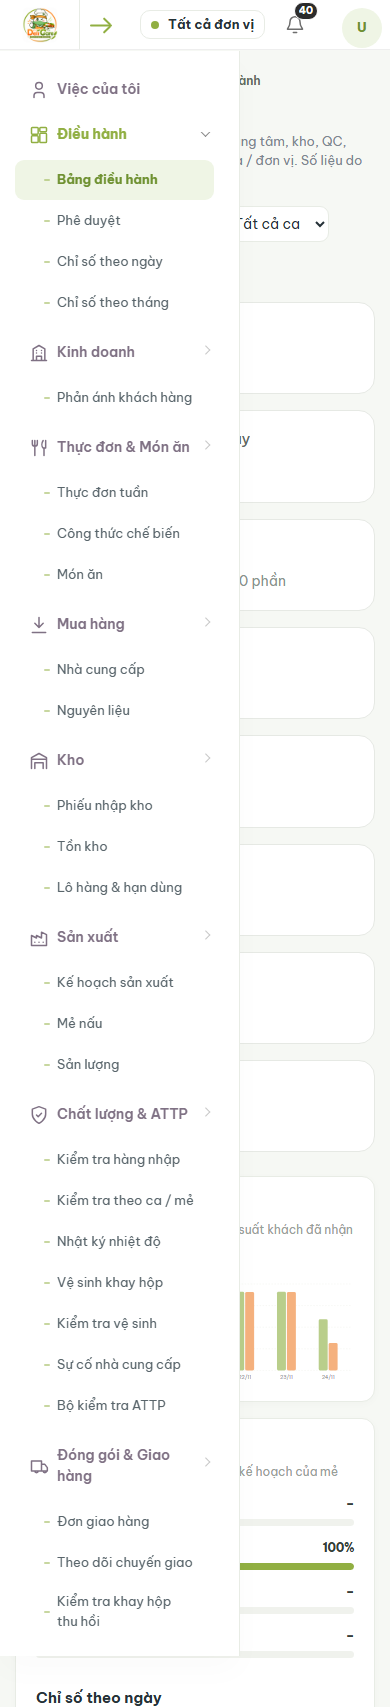 Tất cả đơn vị
40
U
Việc của tôi
Điều hành
Bảng điều hành
Phê duyệt
Chỉ số theo ngày
Chỉ số theo tháng
Kinh doanh
Phản ánh khách hàng
Thực đơn & Món ăn
Thực đơn tuần
Công thức chế biến
Món ăn
Mua hàng
Nhà cung cấp
Nguyên liệu
Kho
Phiếu nhập kho
Tồn kho
Lô hàng & hạn dùng
Sản xuất
Kế hoạch sản xuất
Mẻ nấu
Sản lượng
Chất lượng & ATTP
Kiểm tra hàng nhập
Kiểm tra theo ca / mẻ
Nhật ký nhiệt độ
Vệ sinh khay hộp
Kiểm tra vệ sinh
Sự cố nhà cung cấp
Bộ kiểm tra ATTP
Đóng gói & Giao
hàng
Đơn giao hàng
Theo dõi chuyến giao
Kiểm tra khay hộp
thu hồi
tâm, kho, QC,
/ đơn vị. Số liệu do
Tất cả ca
0 phần
suất khách đã nhận
23/11
24/11
kế hoạch của mẻ
–
100%
–
–
Chỉ số theo ngày